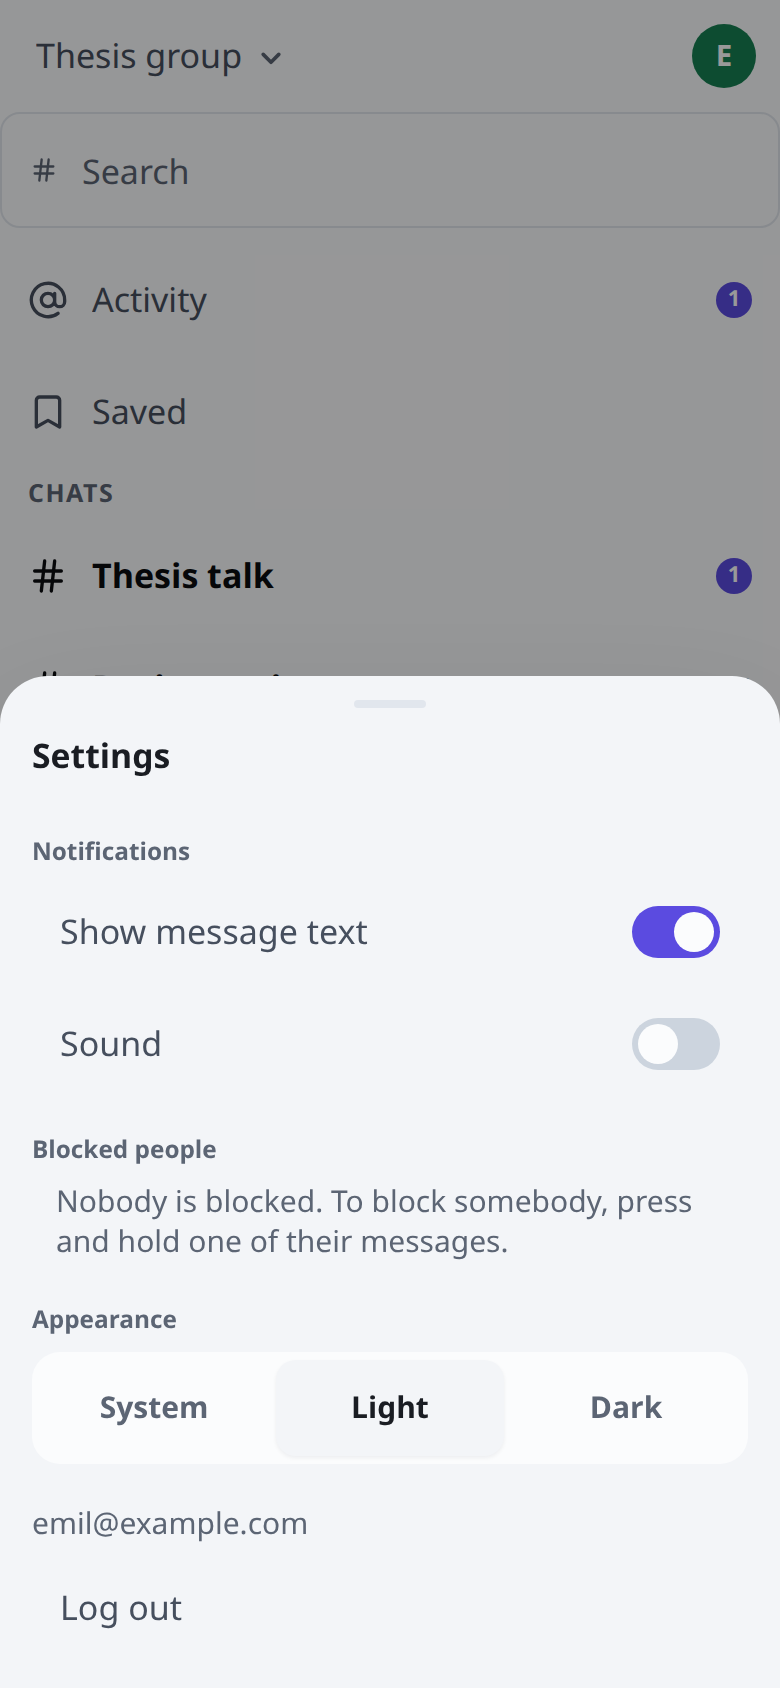 Thesis group
E
# Search
Activity
1
Saved
CHATS
# Thesis talk
1
Settings
Notifications
Show message text
Sound
Blocked people
Nobody is blocked. To block somebody, press
and hold one of their messages.
Appearance
System
Light
Dark
emil@example.com
Log out